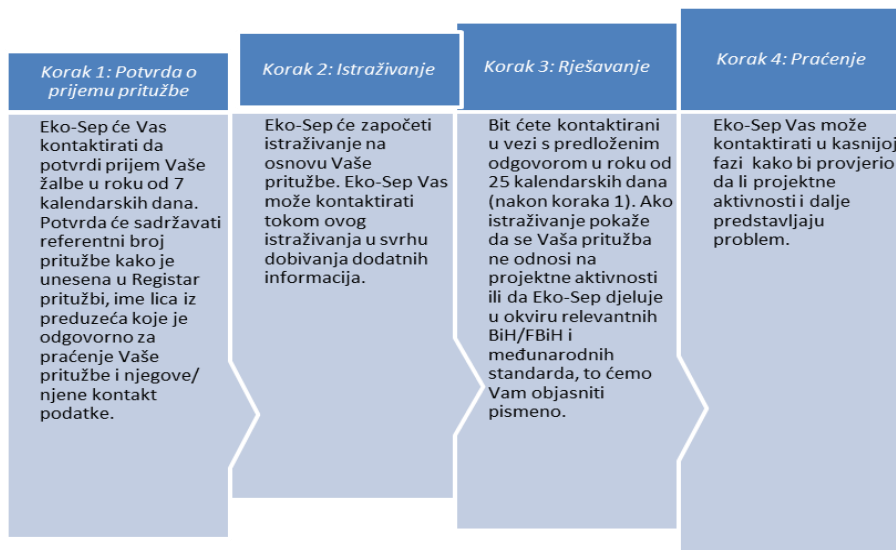 Korak 1: Potvrda o
prijemu pritužbe
Eko-Sep će Vas
kontaktirati da
potvrdi prijem Vaše
žalbe u roku od 7
kalendarskih dana.
Potvrda će sadržavati
referentni broj
pritužbe kako je
unesena u Registar
pritužbi, ime lica iz
preduzeća koje je
odgovorno za
praćenje Vaše
pritužbe i njegove/
njene kontakt
podatke.
Korak 2: Istraživanje
Eko-Sep će započeti
istraživanje na
osnovu Vaše
pritužbe. Eko-Sep Vas
može kontaktirati
tokom ovog
istraživanja u svrhu
dobivanja dodatnih
informacija.
Korak 3: Rješavanje
Bit ćete kontaktirani
u vezi s predloženim
odgovorom u roku od
25 kalendarskih dana
(nakon koraka 1). Ako
istraživanje pokaže
da se Vaša pritužba
ne odnosi na
projektne aktivnosti
ili da Eko-Sep djeluje
u okviru relevantnih
BiH/FBiH i
međunarodnih
standarda, to ćemo
Vam objasniti
pismeno.
Korak 4: Praćenje
Eko-Sep Vas može
kontaktirati u kasnijoj
fazi kako bi provjerio
da li projektne
aktivnosti i dalje
predstavljaju
problem.